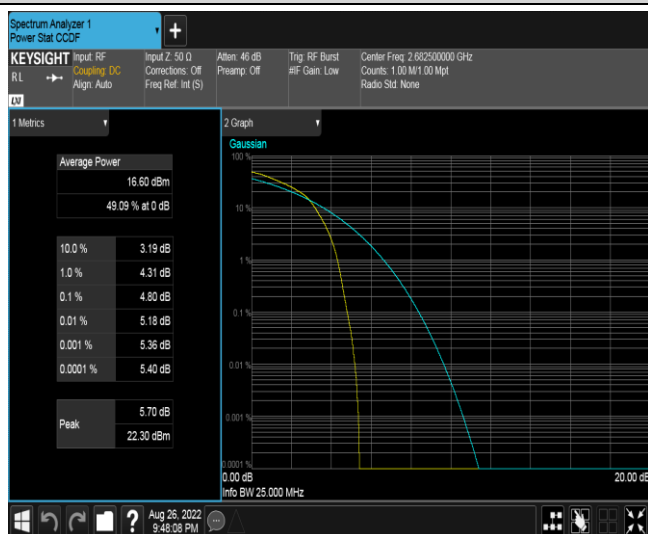 Spectrum Analyzer 1
Power Stat CCDF
+
KEYSIGHT
RL
LXI
Input: RF
Coupling: DC
Align: Auto
Input Z: 50 Ω
Corrections: Off
Freq Ref: Int (S)
Atten: 46 dB
Preamp: Off
Trig: RF Burst
#IF Gain: Low
Center Freq: 2.682500000 GHz
Counts: 1.00 M/1.00 Mpt
Radio Std: None
1 Metrics
Average Power
16.60 dBm
49.09 % at 0 dB
10.0 % 3.19 dB
1.0 % 4.31 dB
0.1 % 4.80 dB
0.01 % 5.18 dB
0.001 % 5.36 dB
0.0001 % 5.40 dB
Peak
5.70 dB
22.30 dBm
2 Graph
Gaussian
100 %
10 %
1 %
0.1 %
0.01 %
0.001 %
0.0001 %
0.00 dB 20.00 dB
Info BW 25.000 MHz
?
Aug 26, 2022
9:48:08 PM